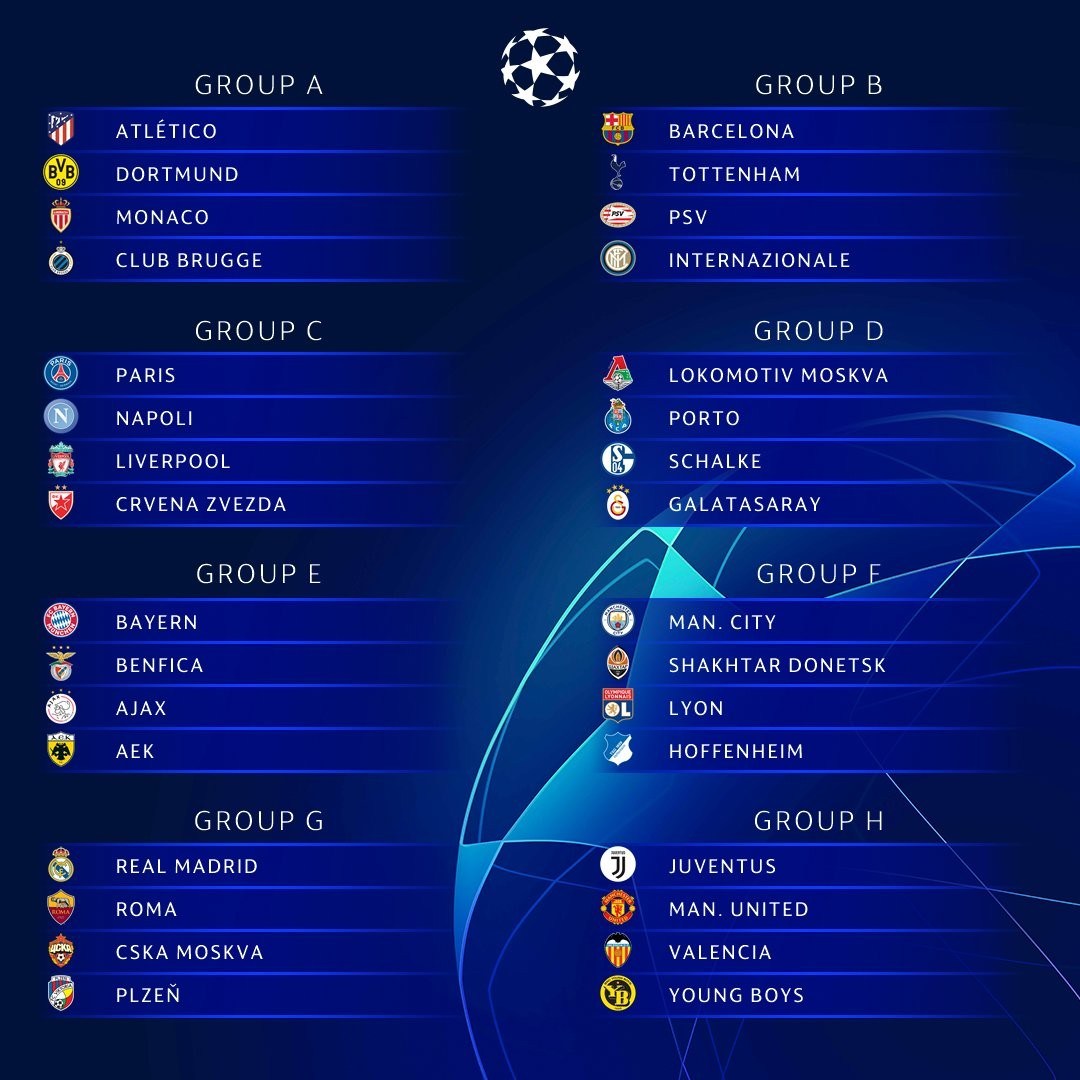 GROUP A
ATLÉTICO
DORTMUND
MONACO
CLUB BRUGGE
GROUP B
BARCELONA
TOTTENHAM
PSV
INTERNAZIONALE
GROUP C
PARIS
NAPOLI
LIVERPOOL
CRVENA ZVEZDA
GROUP D
LOKOMOTIV MOSKVA
PORTO
SCHALKE
GALATASARAY
GROUP E
BAYERN
BENFICA
AJAX
AEK
GROUP F
MAN. CITY
SHAKHTAR DONETSK
LYON
HOFFENHEIM
GROUP G
REAL MADRID
ROMA
CSKA MOSKVA
PLZEŇ
GROUP H
JUVENTUS
MAN. UNITED
VALENCIA
YOUNG BOYS